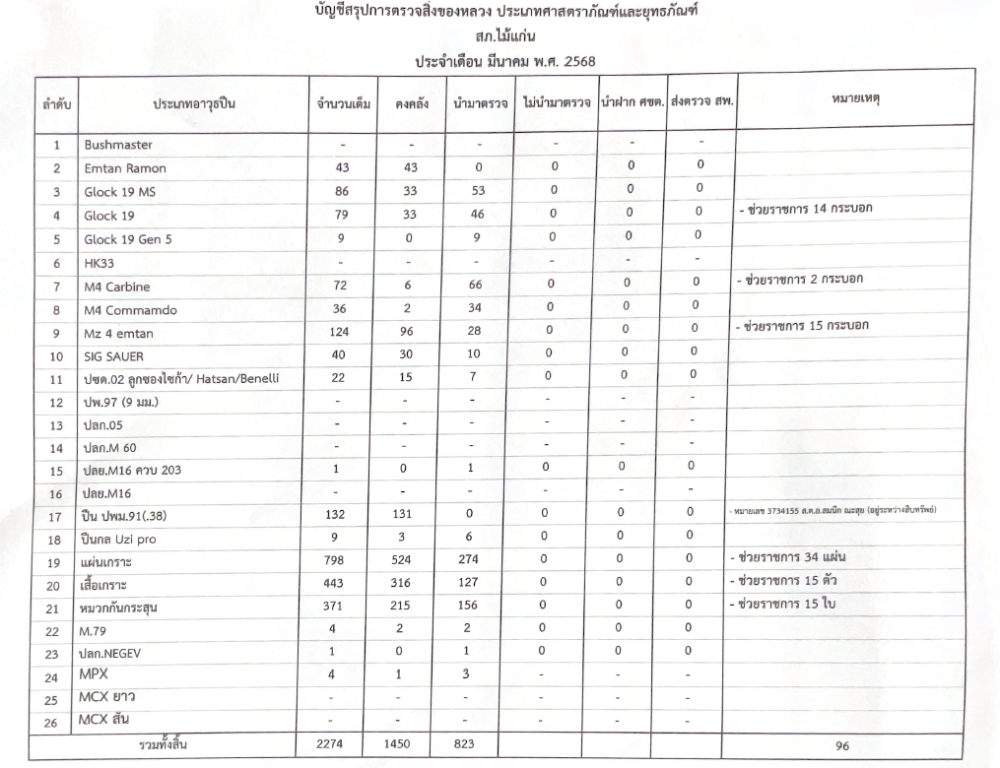 บัญชีสรุปการตรวจสิ่งของหลวง ประเภทศาสตราภัณฑ์และยุทธภัณฑ์
สภ.ไม้แก่น
ประจำเดือน มีนาคม พ.ศ. 2568
ลำดับ ประเภทอาวุธปืน จำนวนเต็ม คงคลัง นำมาตรวจ ไม่นำมาตรวจ นำฝาก ศชต. ส่งตรวจ สพ. หมายเหตุ
1 Bushmaster - - - - - -
2 Emtan Ramon 43 43 0 0 0 0
3 Glock 19 MS 86 33 53 0 0 0
4 Glock 19 79 33 46 0 0 0 - ช่วยราชการ 14 กระบอก
5 Glock 19 Gen 5 9 0 9 0 0 0
6 HK33 - - - - - -
7 M4 Carbine 72 6 66 0 0 0 - ช่วยราชการ 2 กระบอก
8 M4 Commamdo 36 2 34 0 0 0
9 Mz 4 emtan 124 96 28 0 0 0 - ช่วยราชการ 15 กระบอก
10 SIG SAUER 40 30 10 0 0 0
11 ปชด.02 ลูกซองไซก้า/ Hatsan/Benelli 22 15 7 0 0 0
12 ปพ.97 (9 มม.) - - - - - -
13 ปลก.05 - - - - - -
14 ปลก.M 60 - - - - - -
15 ปลย.M16 ควบ 203 1 0 1 0 0 0
16 ปลย.M16 - - - - - -
17 ปืน ปพม.91(.38) 132 131 0 0 0 0 - หมายเลข 3734155 ส.ต.อ.สมนึก ณะสุย (อยู่ระหว่างสืบทรัพย์)
18 ปืนกล Uzi pro 9 3 6 0 0 0
19 แผ่นเกราะ 798 524 274 0 0 0 - ช่วยราชการ 34 แผ่น
20 เสื้อเกราะ 443 316 127 0 0 0 - ช่วยราชการ 15 ตัว
21 หมวกกันกระสุน 371 215 156 0 0 0 - ช่วยราชการ 15 ใบ
22 M.79 4 2 2 0 0 0
23 ปลก.NEGEV 1 0 1 0 0 0
24 MPX 4 1 3 - - -
25 MCX ยาว - - - - - -
26 MCX สั้น - - - - - -
รวมทั้งสิ้น 2274 1450 823 96